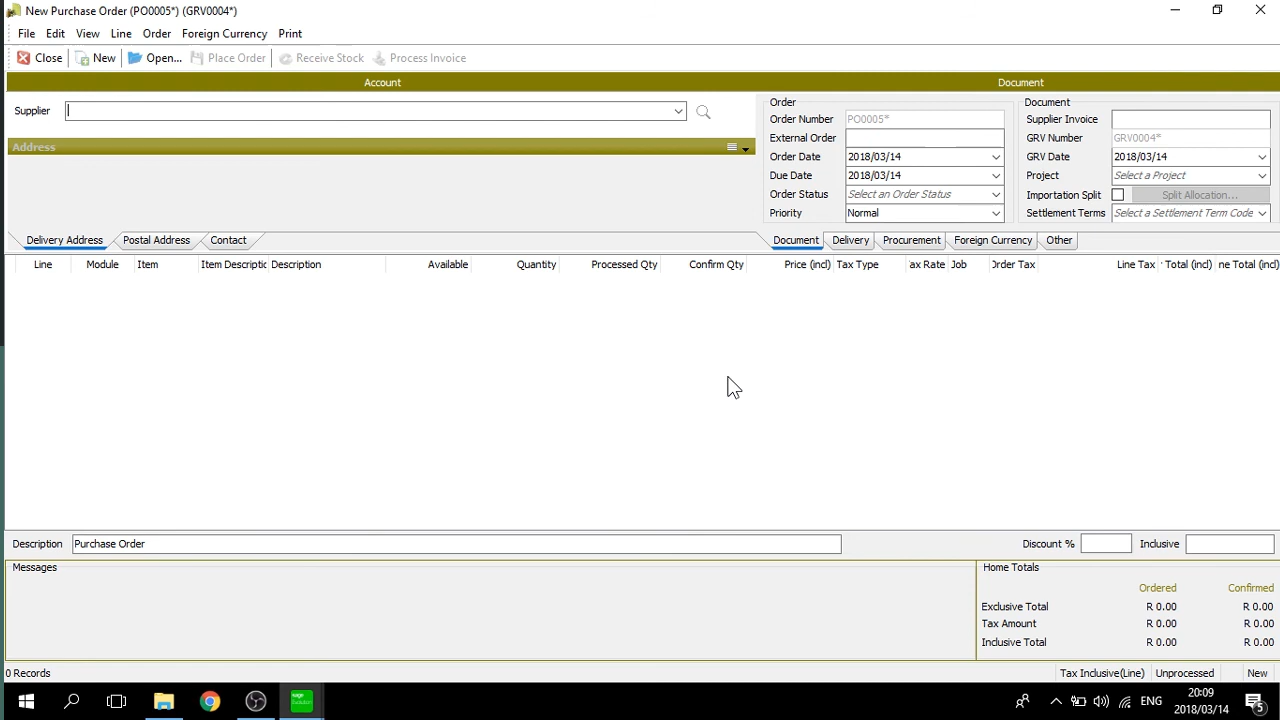 New Purchase Order (PO0005*) (GRV0004*)
File Edit View Line Order Foreign Currency Print
Close New Open... Place Order Receive Stock Process Invoice
Account Document
Supplier
Order Document
Order Number PO0005* Supplier Invoice
External Order GRV Number GRV0004*
Order Date 2018/03/14 GRV Date 2018/03/14
Address
Due Date 2018/03/14 Project Select a Project
Order Status Select an Order Status Importation Split Split Allocation...
Priority Normal Settlement Terms Select a Settlement Term Code
Delivery Address Postal Address Contact Document Delivery Procurement Foreign Currency Other
Line Module Item Item Descriptic Description Available Quantity Processed Qty Confirm Qty Price (incl) Tax Type ax Rate Job Order Tax Line Tax Total (incl) ne Total (incl)
Description Purchase Order Discount % Inclusive
Messages Home Totals
Ordered Confirmed
Exclusive Total R 0.00 R 0.00
Tax Amount R 0.00 R 0.00
Inclusive Total R 0.00 R 0.00
0 Records Tax Inclusive(Line) Unprocessed New
sage
Evolution
ENG 20:09
2018/03/14
5